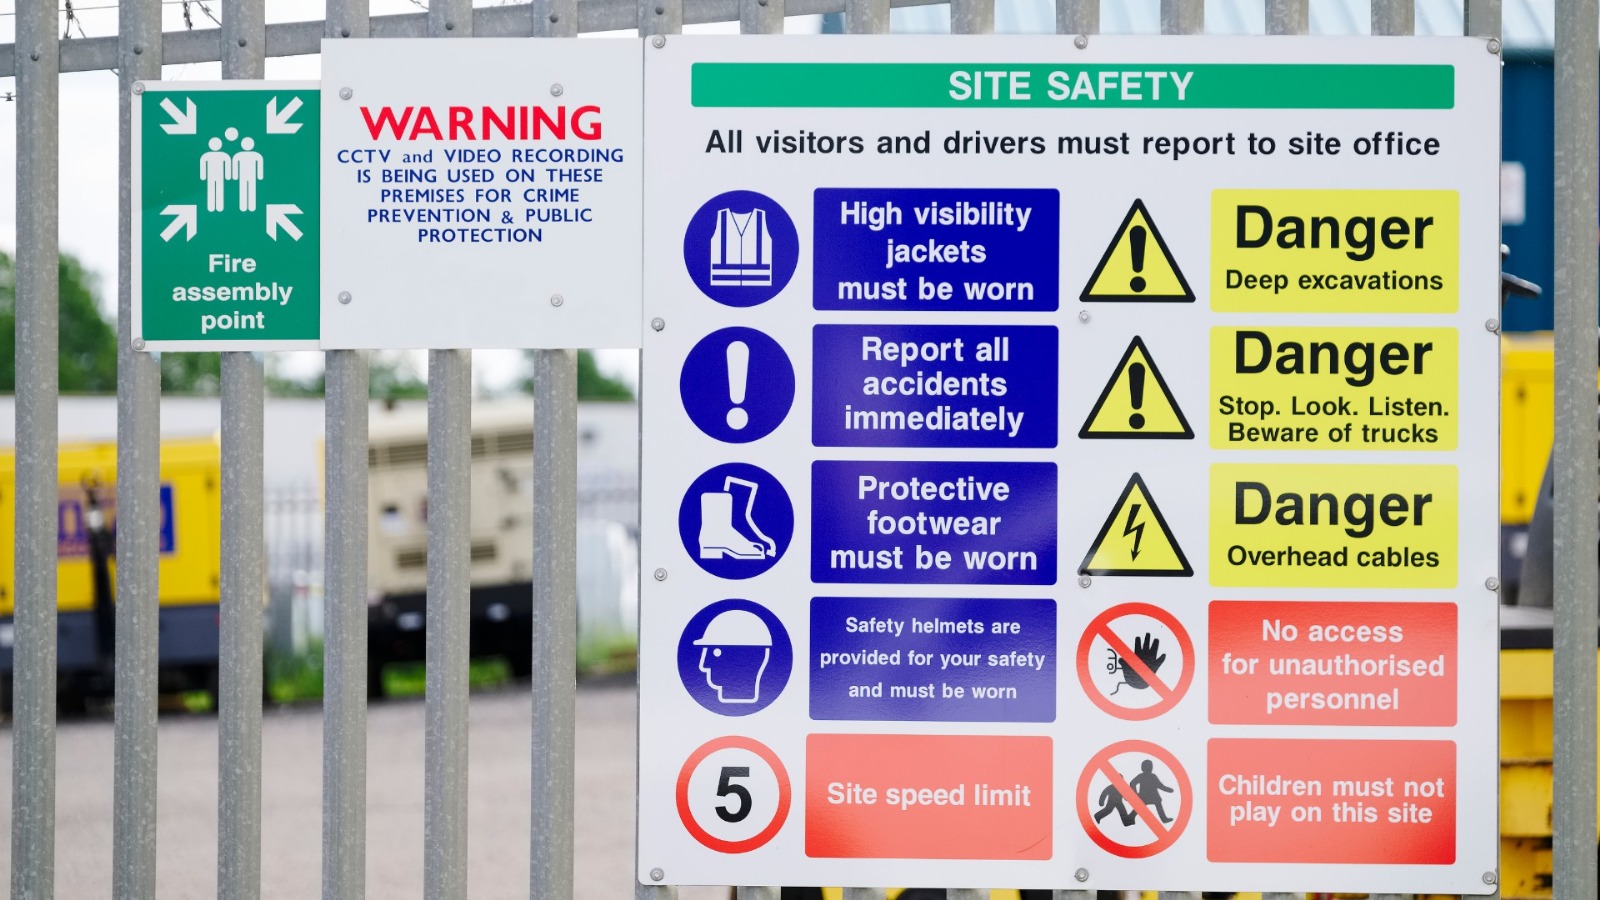 Fire
assembly
point
WARNING
CCTV and VIDEO RECORDING
IS BEING USED ON THESE
PREMISES FOR CRIME
PREVENTION & PUBLIC
PROTECTION
SITE SAFETY
All visitors and drivers must report to site office
High visibility
jackets
must be worn
Danger
Deep excavations
Report all
accidents
immediately
Danger
Stop. Look. Listen.
Beware of trucks
Protective
footwear
must be worn
Danger
Overhead cables
Safety helmets are
provided for your safety
and must be worn
No access
for unauthorised
personnel
5
Site speed limit
Children must not
play on this site